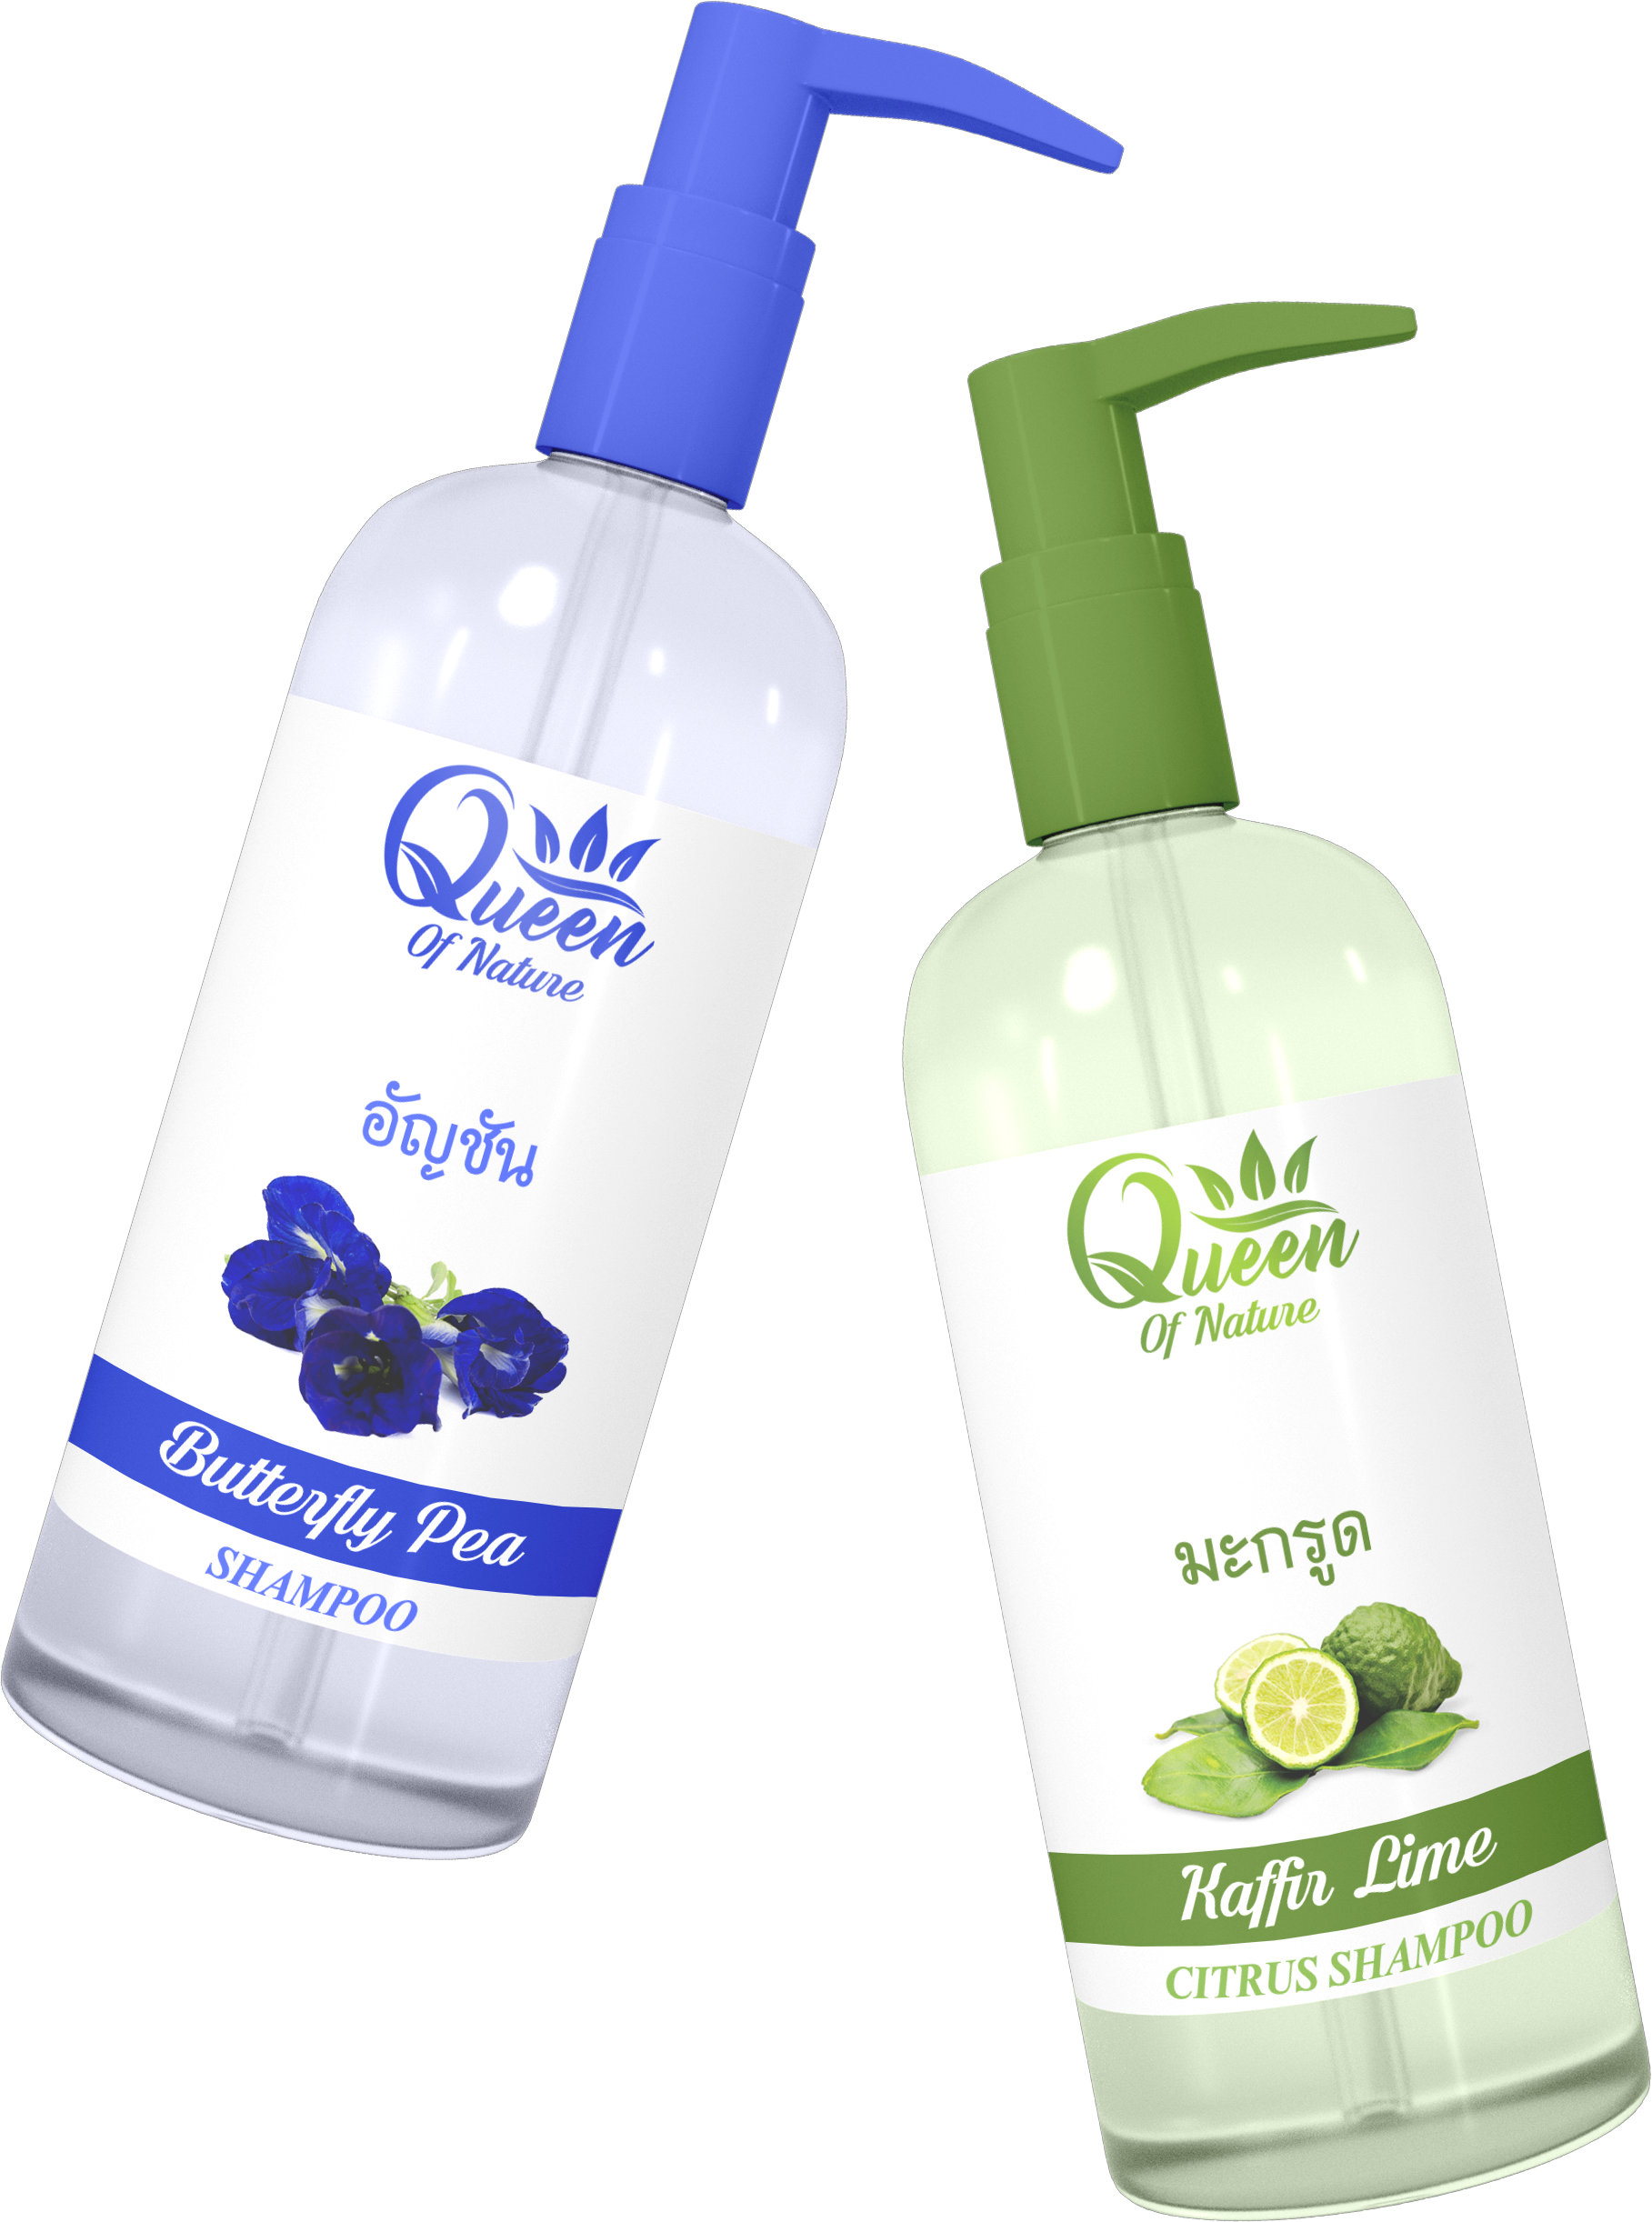 Queen
Of Nature
อัญชัน
Butterfly Pea
SHAMPOO
Queen
Of Nature
มะกรูด
Kaffir Lime
CITRUS SHAMPOO